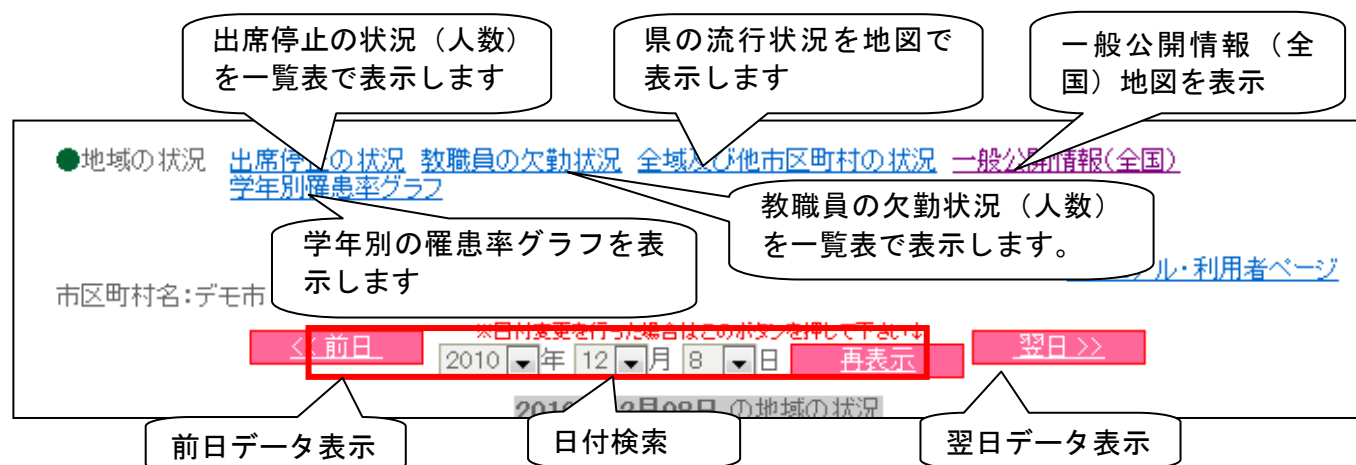 出席停止の状況（人数）
を一覧表で表示します
県の流行状況を地図で
表示します
一般公開情報（全
国）地図を表示
●地域の状況 出席停止の状況 教職員の欠勤状況 全域及び他市区町村の状況 一般公開情報(全国)
学年別罹患率グラフ
教職員の欠勤状況（人数）
を一覧表で表示します。
学年別の罹患率グラフを表
示します
ル・利用者ページ
市区町村名:デモ市
※日付変更を行った場合はこのボタンを押して下さい↓
<< 前日
2010 年 12 月 8 日 再表示
翌日 >>
2月08日 の地域の状況
前日データ表示
日付検索
翌日データ表示